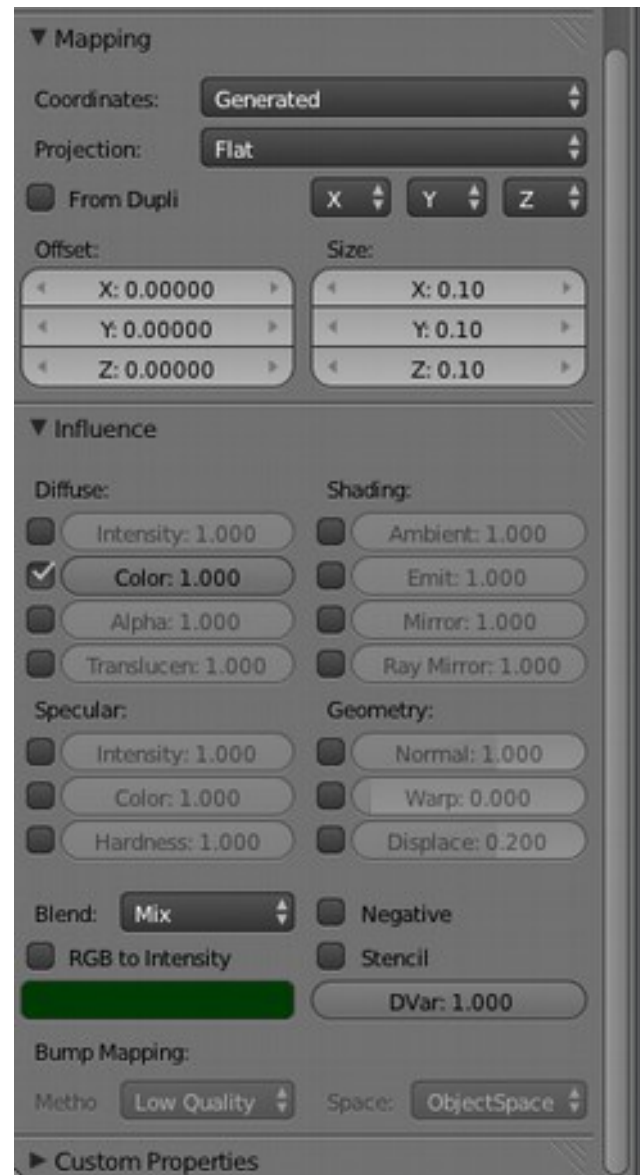 Mapping
Coordinates: Generated
Projection: Flat
From Dupli X Y Z
Offset: Size:
X: 0.00000 X: 0.10
Y: 0.00000 Y: 0.10
Z: 0.00000 Z: 0.10
Influence
Diffuse: Shading:
Intensity: 1.000 Ambient: 1.000
Color: 1.000 Emit: 1.000
Alpha: 1.000 Mirror: 1.000
Translucen: 1.000 Ray Mirror: 1.000
Specular: Geometry:
Intensity: 1.000 Normal: 1.000
Color: 1.000 Warp: 0.000
Hardness: 1.000 Displace: 0.200
Blend: Mix Negative
RGB to Intensity Stencil
DVar: 1.000
Bump Mapping:
Metho Low Quality Space: ObjectSpace
Custom Properties